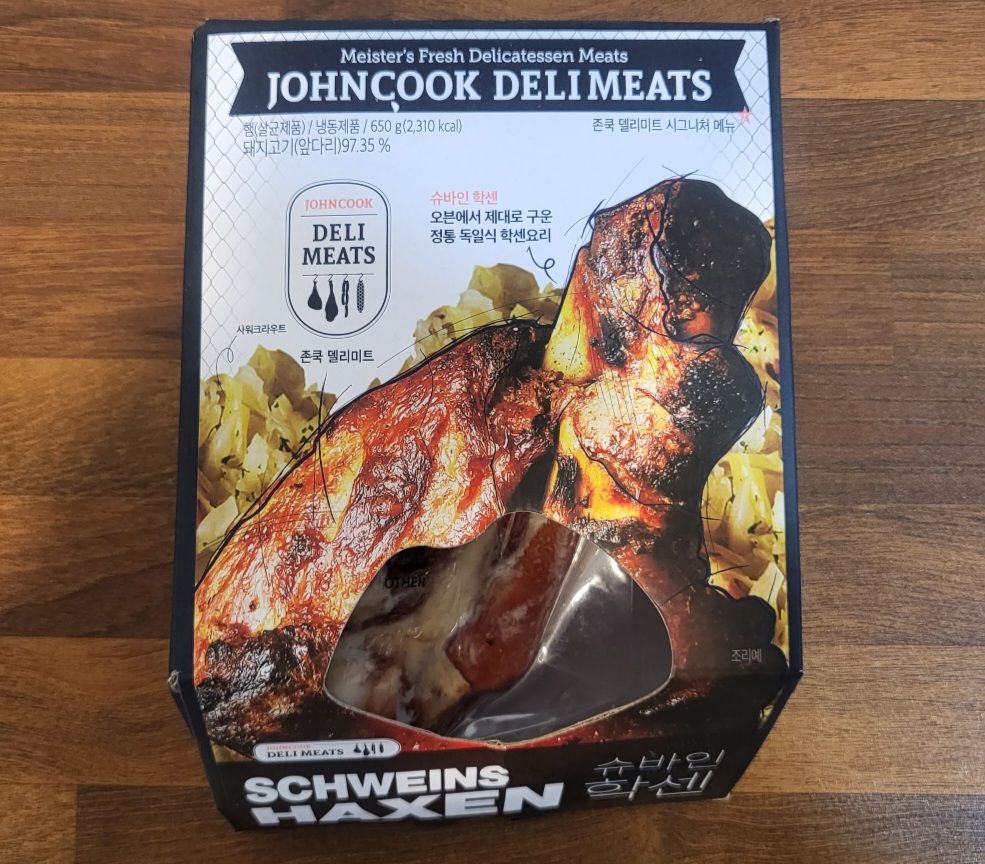 Meister's Fresh Delicatessen Meats
JOHNCOOK DELI MEATS
햄(살균제품) / 냉동제품 / 650 g(2,310 kcal)
돼지고기(앞다리)97.35 %
존쿡 델리미트 시그니처 메뉴
JOHNCOOK
DELI
MEATS
존쿡 델리미트
슈바인 학센
오븐에서 제대로 구운
정통 독일식 학센요리
사워크라우트
OTHER
조리예
JOHNCOOK
DELI MEATS
SCHWEINS
HAXEN
슈바인
학센